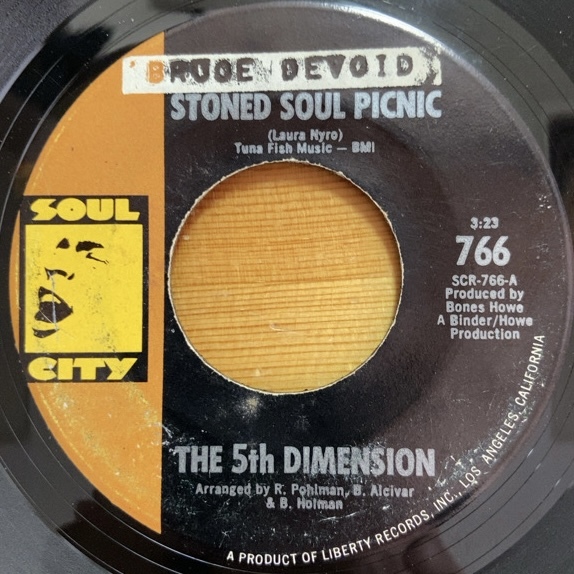 BRUCE DEVOID
STONED SOUL PICNIC
(Laura Nyro)
Tuna Fish Music — BMI
SOUL
CITY
3:23
766
SCR-766-A
Produced by
Bones Howe
A Binder/Howe
Production
THE 5th DIMENSION
Arranged by R. Pohlman, B. Alcivar
& B. Holman
A PRODUCT OF LIBERTY RECORDS, INC., LOS ANGELES, CALIFORNIA